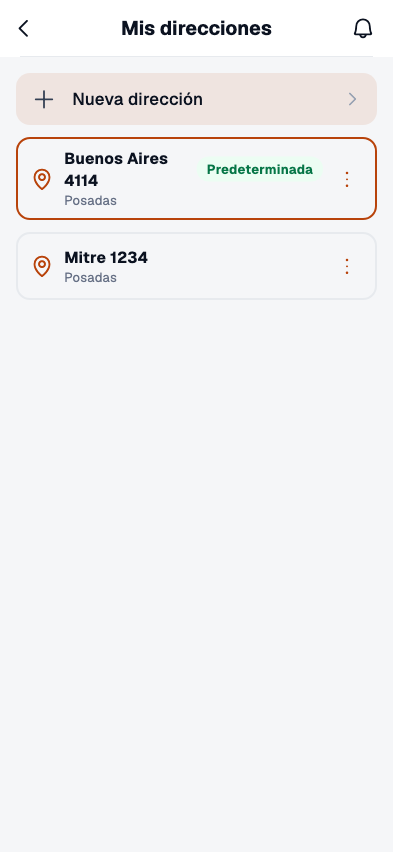 Mis direcciones
Nueva dirección
Buenos Aires
4114
Predeterminada
Posadas
Mitre 1234
Posadas